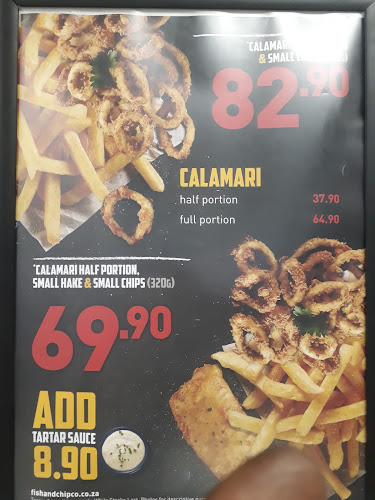 *CALAMARI
& SMALL
82.90
CALAMARI
half portion 37.90
full portion 64.90
*CALAMARI HALF PORTION,
SMALL HAKE & SMALL CHIPS (320G)
69.90
ADD
TARTAR SAUCE
8.90
fishandchipco.co.za